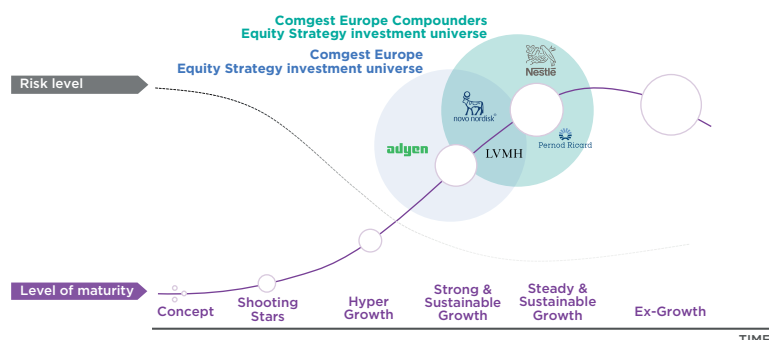 Comgest Europe Compounders
Equity Strategy investment universe
Comgest Europe
Equity Strategy investment universe
Risk level
Nestlé
novo nordisk®
adyen
LVMH
Pernod Ricard
Level of maturity
Concept
Shooting
Stars
Hyper
Growth
Strong &
Sustainable
Growth
Steady &
Sustainable
Growth
Ex-Growth
TIME